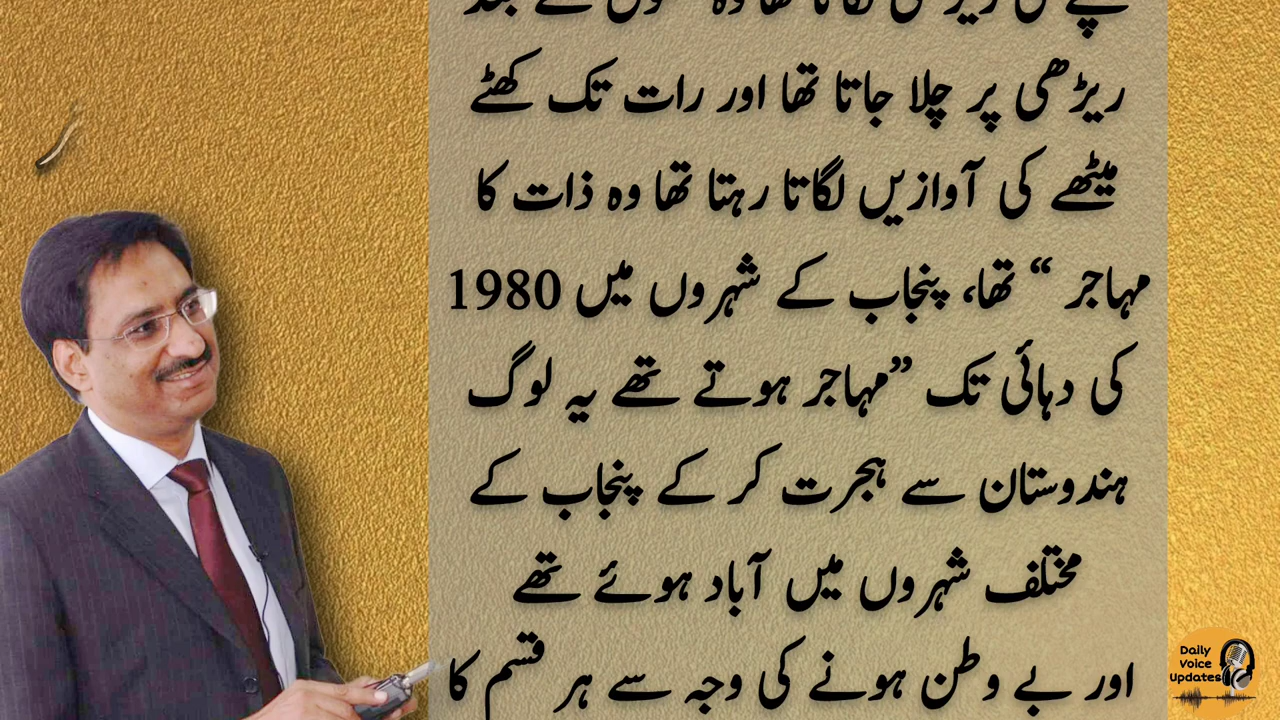 ریڑھی پر چلا جاتا تھا اور رات تک کھٹے
میٹھے کی آوازیں لگاتا رہتا تھا وہ ذات کا
مہاجر “ تھا، پنجاب کے شہروں میں 1980
کی دہائی تک ”مہاجر ہوتے تھے یہ لوگ
ہندوستان سے ہجرت کر کے پنجاب کے
مختلف شہروں میں آباد ہوئے تھے
اور بے وطن ہونے کی وجہ سے ہر قسم کا
Daily
Voice
Updates